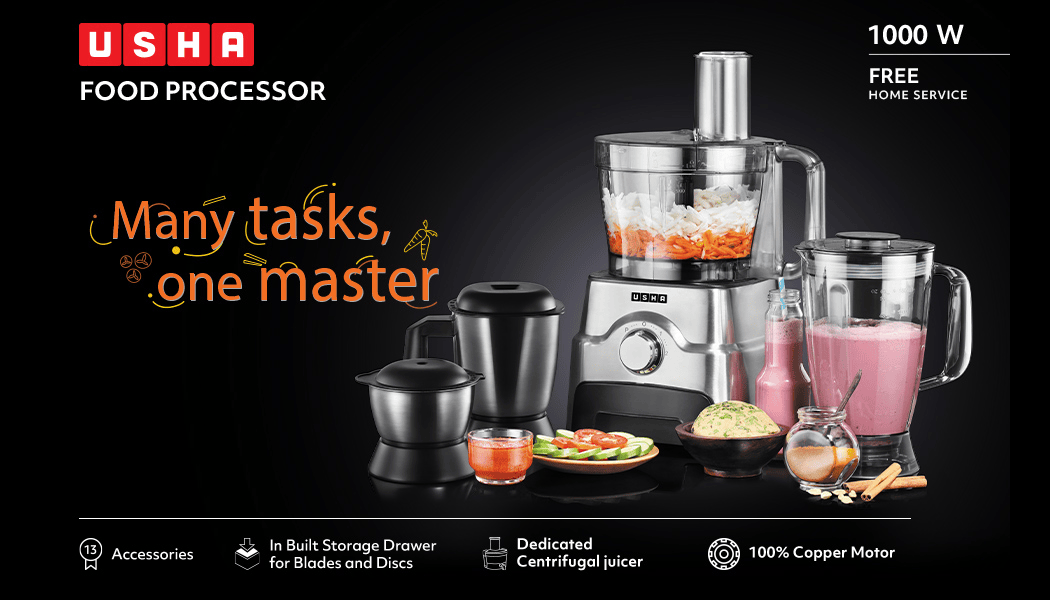 USHA
FOOD PROCESSOR
1000 W
FREE
HOME SERVICE
Many tasks,
one master
USHA
13
Accessories
In Built Storage Drawer
for Blades and Discs
Dedicated
Centrifugal juicer
100% Copper Motor